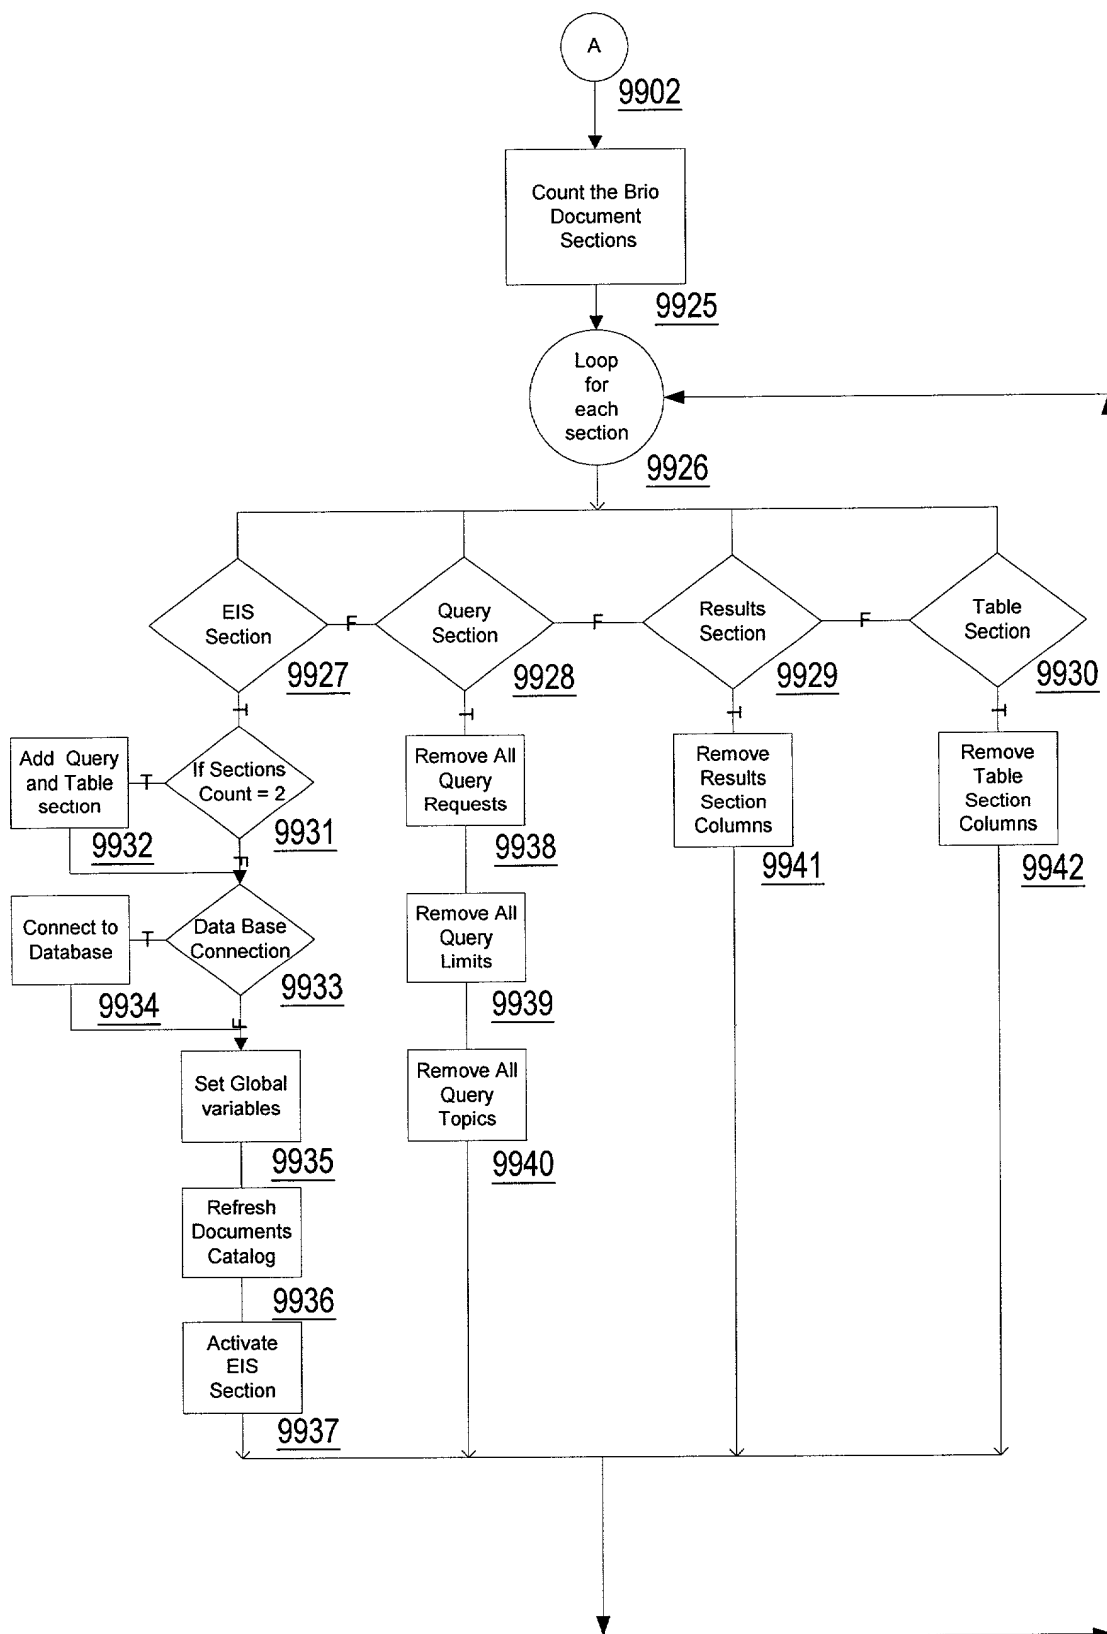 A
9902
Count the Brio
Document
Sections
9925
Loop
for
each
section
9926
EIS
Section
9927
F
Query
Section
9928
F
Results
Section
9929
F
Table
Section
9930
T
T
T
T
Add Query
and Table
section
9932
T
If Sections
Count = 2
9931
F
Connect to
Database
9934
T
Data Base
Connection
9933
F
Set Global
variables
9935
Refresh
Documents
Catalog
9936
Activate
EIS
Section
9937
Remove All
Query
Requests
9938
Remove All
Query
Limits
9939
Remove All
Query
Topics
9940
Remove
Results
Section
Columns
9941
Remove
Table
Section
Columns
9942